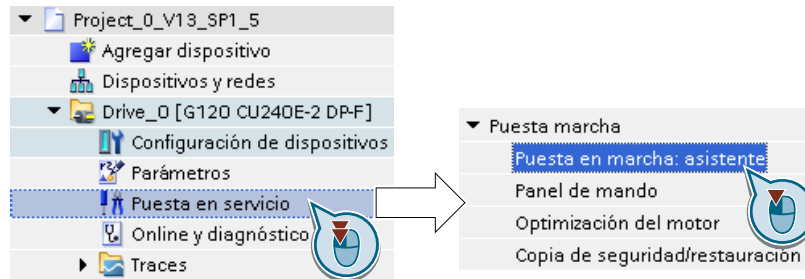 Project_0_V13_SP1_5
Agregar dispositivo
Dispositivos y redes
Drive_0 [G120 CU240E-2 DP-F]
Configuración de dispositivos
Parámetros
Puesta en servicio
Online y diagnóstico
Traces
Puesta marcha
Puesta en marcha: asistente
Panel de mando
Optimización del motor
Copia de seguridad/restauración